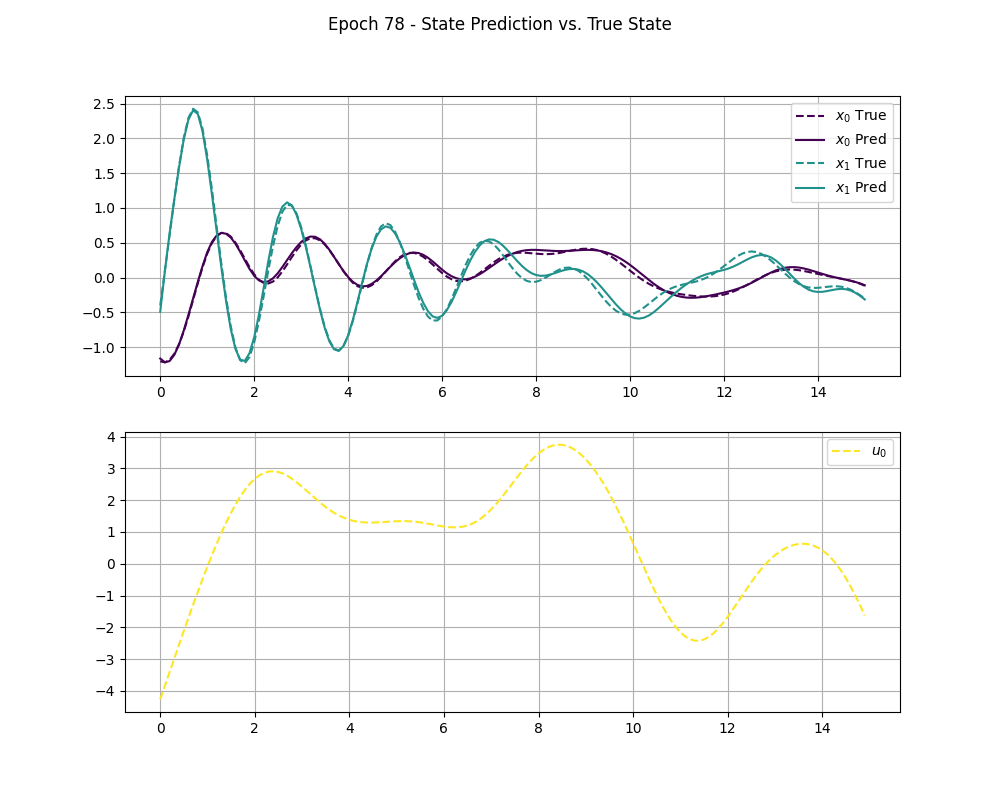 Epoch 78 - State Prediction vs. True State
2.5
2.0
1.5
1.0
0.5
0.0
−0.5
−1.0
x₀ True
x₀ Pred
x₁ True
x₁ Pred
0 2 4 6 8 10 12 14
4
3
2
1
0
−1
−2
−3
−4
u₀
0 2 4 6 8 10 12 14